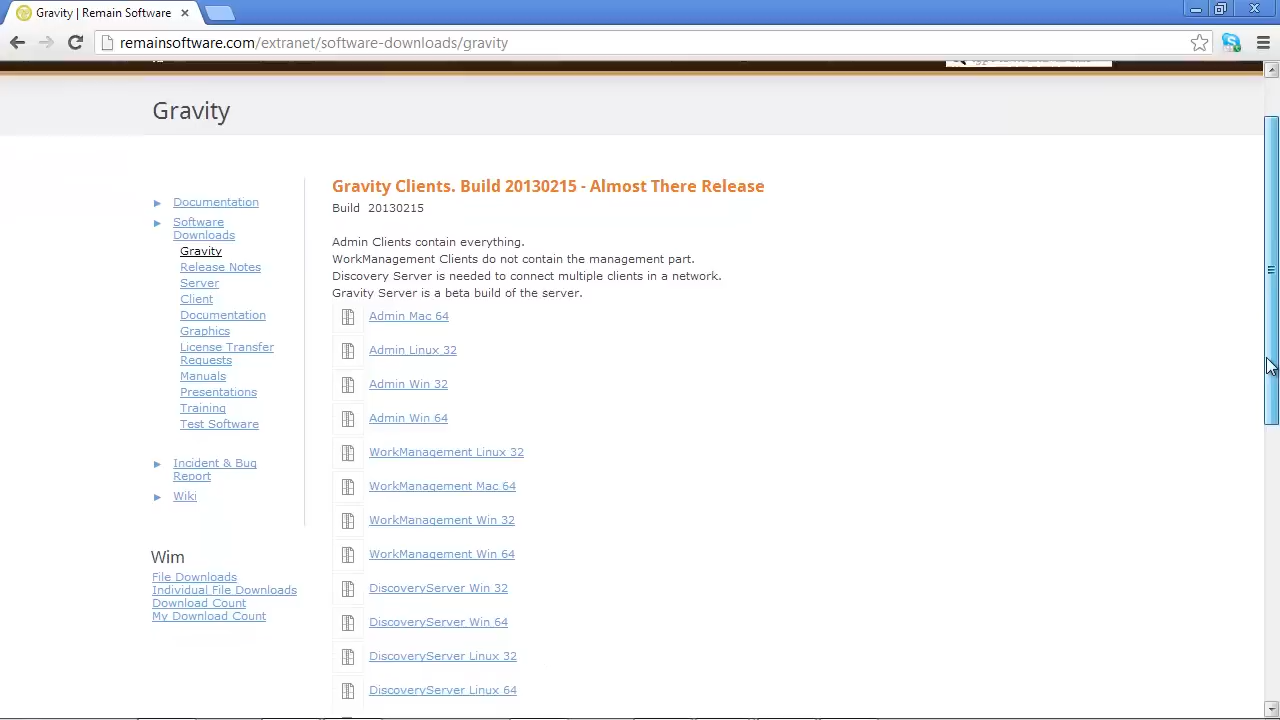 Gravity | Remain Software
remainsoftware.com/extranet/software-downloads/gravity
Gravity
Documentation
Software
Downloads
Gravity
Release Notes
Server
Client
Documentation
Graphics
License Transfer
Requests
Manuals
Presentations
Training
Test Software
Incident & Bug
Report
Wiki
Wim
File Downloads
Individual File Downloads
Download Count
My Download Count
Gravity Clients. Build 20130215 - Almost There Release
Build 20130215
Admin Clients contain everything.
WorkManagement Clients do not contain the management part.
Discovery Server is needed to connect multiple clients in a network.
Gravity Server is a beta build of the server.
Admin Mac 64
Admin Linux 32
Admin Win 32
Admin Win 64
WorkManagement Linux 32
WorkManagement Mac 64
WorkManagement Win 32
WorkManagement Win 64
DiscoveryServer Win 32
DiscoveryServer Win 64
DiscoveryServer Linux 32
DiscoveryServer Linux 64